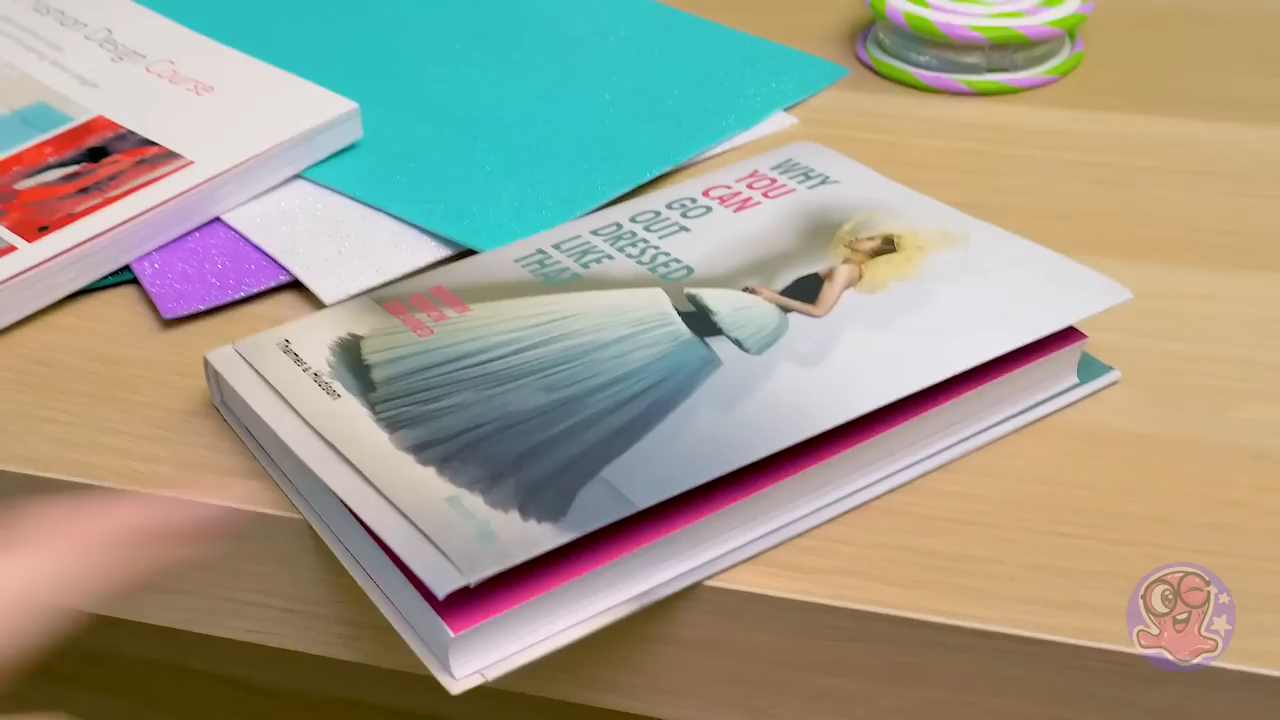 Fashion Design Course
WHY
YOU
CAN
GO
OUT
DRESSED
LIKE
THAT
Thames & Hudson